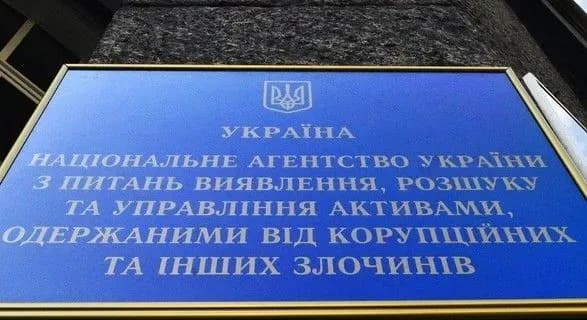 УКРАЇНА
НАЦІОНАЛЬНЕ АГЕНТСТВО УКРАЇНИ
З ПИТАНЬ ВИЯВЛЕННЯ, РОЗШУКУ
ТА УПРАВЛІННЯ АКТИВАМИ,
ОДЕРЖАНИМИ ВІД КОРУПЦІЙНИХ
ТА ІНШИХ ЗЛОЧИНІВ